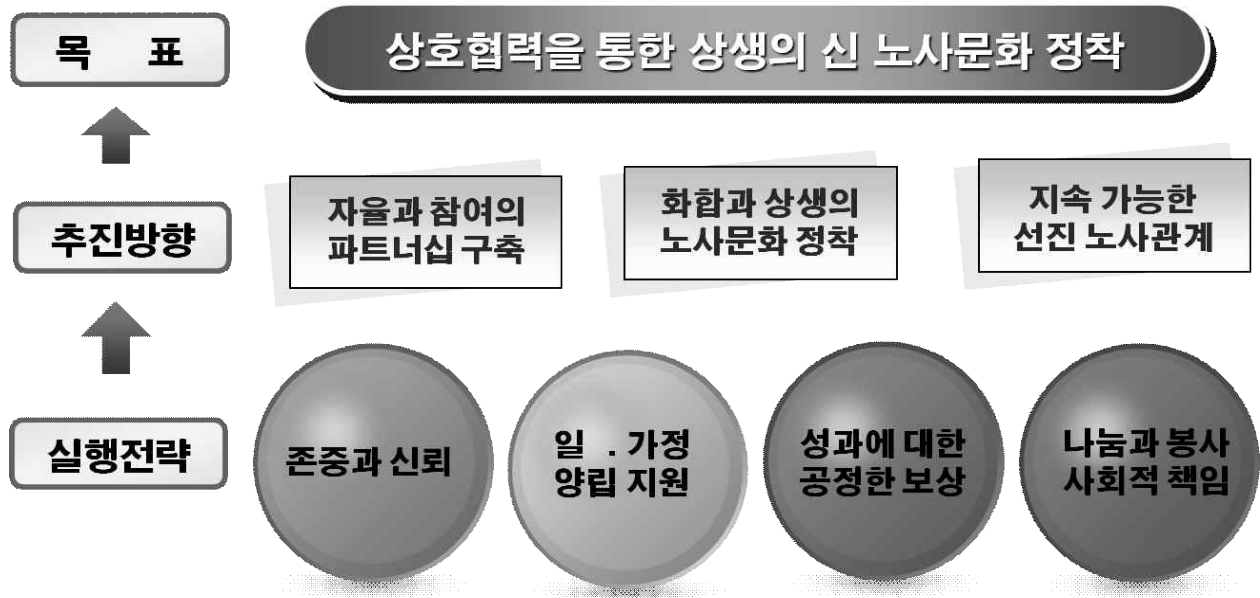 목 표
상호협력을 통한 상생의 신 노사문화 정착
추진방향
자율과 참여의
파트너십 구축
화합과 상생의
노사문화 정착
지속 가능한
선진 노사관계
실행전략
존중과 신뢰
일 . 가정
양립 지원
성과에 대한
공정한 보상
나눔과 봉사
사회적 책임